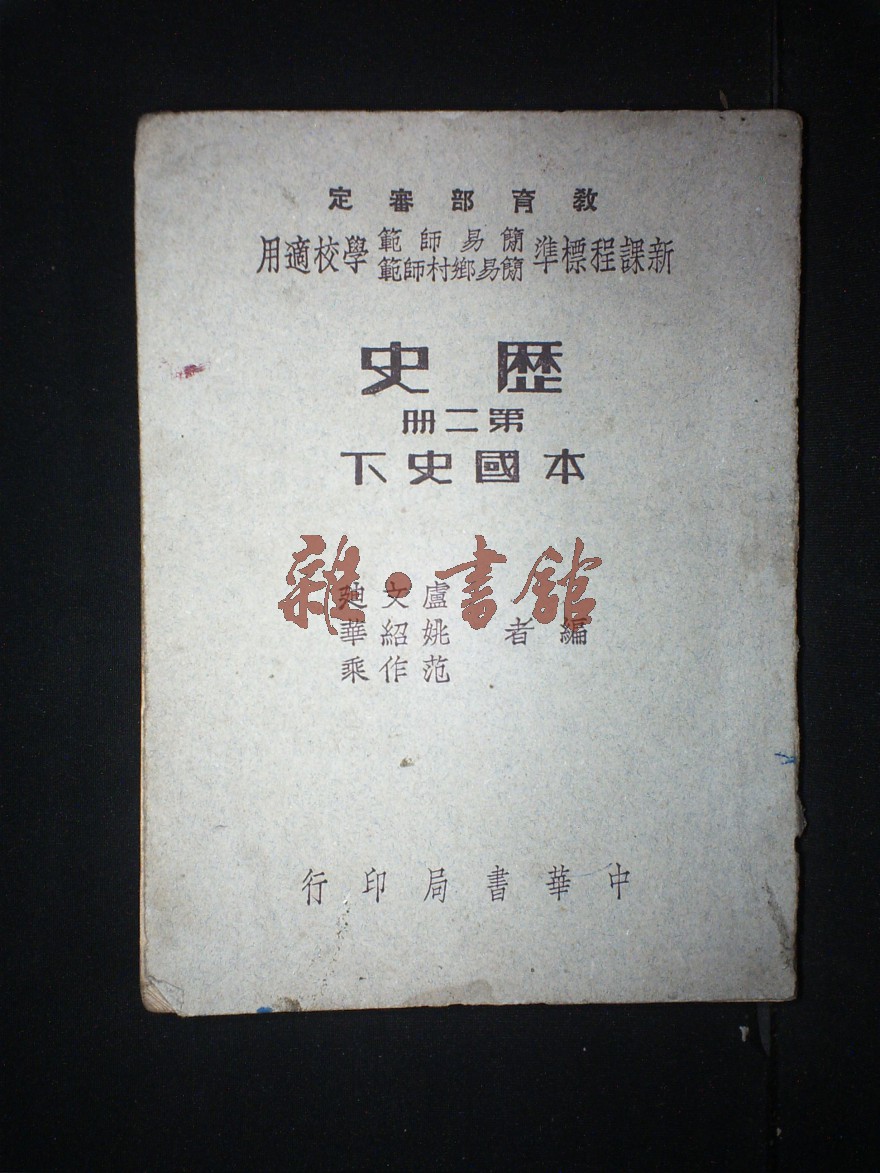 教育部審定
新課程標準簡易師範學校適用
簡易鄉村師範
歷史
第二冊
本國史下
編者
盧文迪
姚紹華
范作乘
雜·書館
中華書局印行